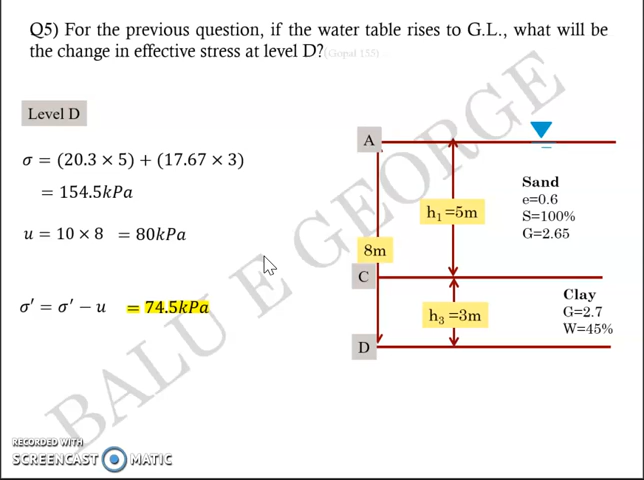 Q5) For the previous question, if the water table rises to G.L., what will be
the change in effective stress at level D? (Gopal 155)
Level D
σ = (20.3 × 5) + (17.67 × 3)
= 154.5kPa
u = 10 × 8 = 80kPa
σ′ = σ′ − u = 74.5kPa
A
Sand
e=0.6
S=100%
G=2.65
h₁=5m
8m
C
Clay
G=2.7
W=45%
h₃=3m
D
BALU E GEORGE
RECORDED WITH
SCREENCAST MATIC